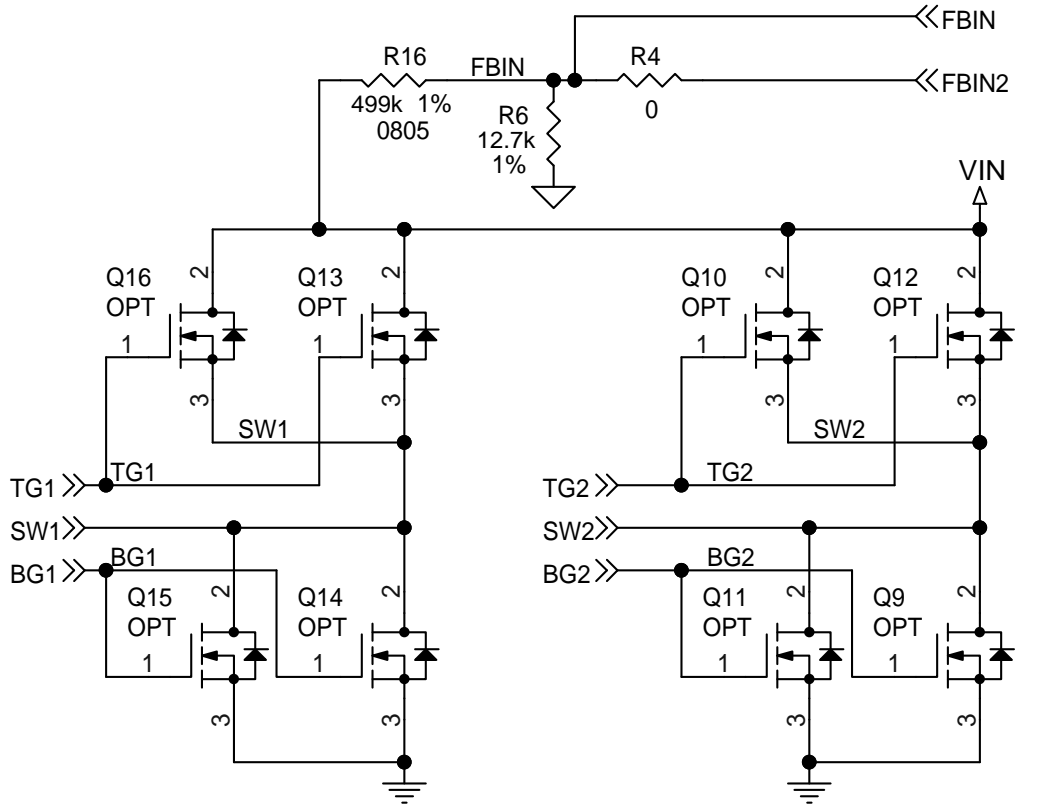 FBIN
R16
FBIN
R4
FBIN2
499k 1%
0805
R6
12.7k
1%
0
VIN
Q16
OPT
2
1
3
Q13
OPT
2
1
3
Q10
OPT
2
1
3
Q12
OPT
2
1
3
SW1
SW2
TG1
TG1
TG2
TG2
SW1
SW2
BG1
BG1
BG2
BG2
Q15
OPT
2
1
3
Q14
OPT
2
1
3
Q11
OPT
2
1
3
Q9
OPT
2
1
3